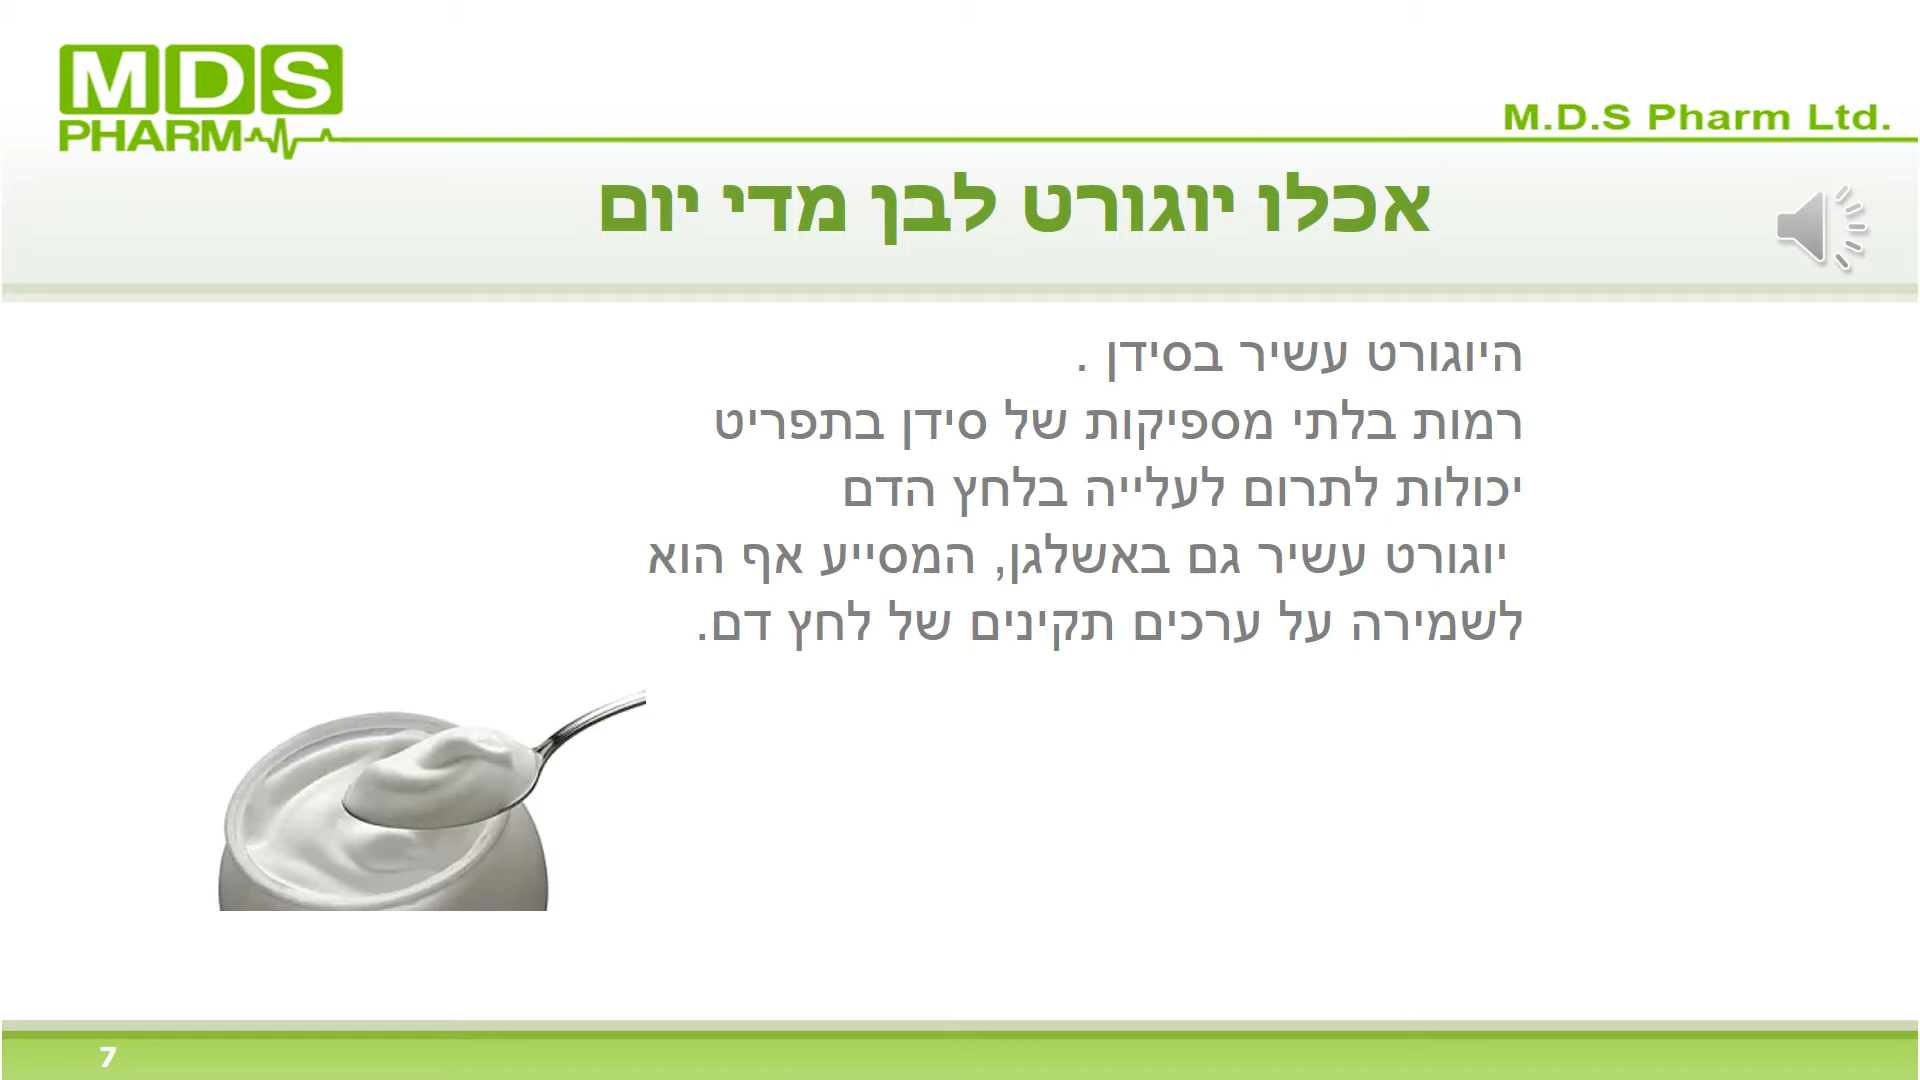 MDS
PHARM
M.D.S Pharm Ltd.
אכלו יוגורט לבן מדי יום
היוגורט עשיר בסידן .
רמות בלתי מספיקות של סידן בתפריט
יכולות לתרום לעלייה בלחץ הדם
יוגורט עשיר גם באשלגן, המסייע אף הוא
לשמירה על ערכים תקינים של לחץ דם.
7